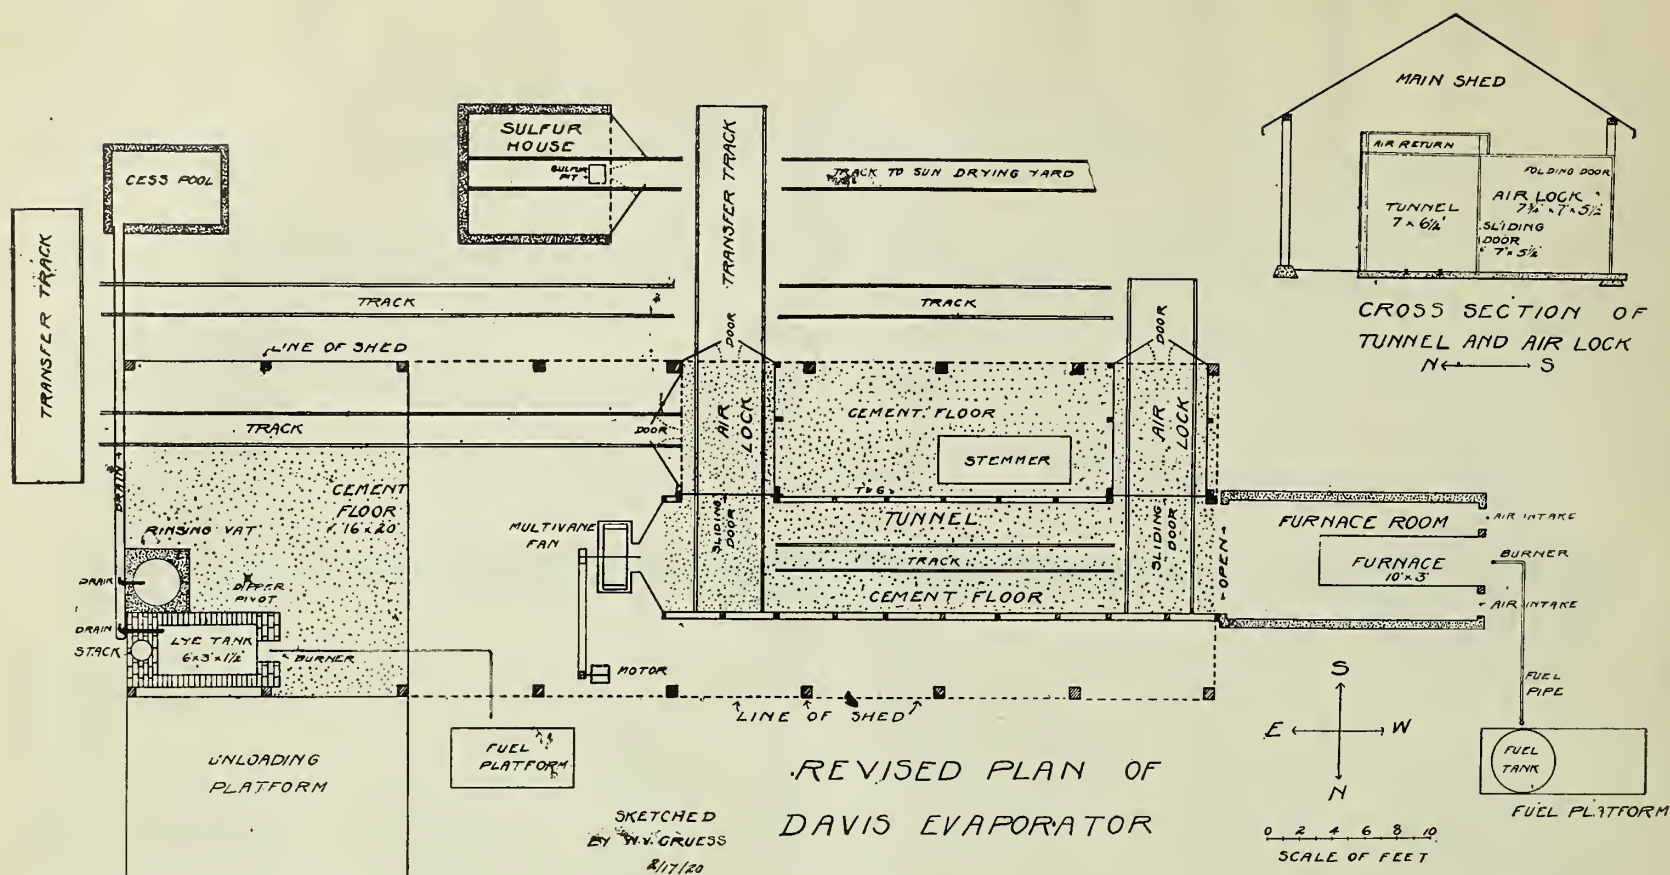 MAIN SHED
AIR RETURN
FOLDING DOOR
AIR LOCK
7¾' x 7' x 5½'
TUNNEL
7 x 6½'
SLIDING
DOOR
7' x 5½'
CROSS SECTION OF
TUNNEL AND AIR LOCK
N S
SULFUR
HOUSE
SULFUR
PIT
TRANSFER TRACK
TRACK TO SUN DRYING YARD
CESS POOL
TRANSFER TRACK
TRACK
TRACK
DOOR
DOOR
LINE OF SHED
TRACK
DOOR
AIR
LOCK
CEMENT FLOOR
STEMMER
AIR
LOCK
DRAIN
CEMENT
FLOOR
16 x 20'
T & G
TUNNEL
SLIDING
DOOR
SLIDING
DOOR
TRACK
CEMENT FLOOR
MULTIVANE
FAN
MOTOR
OPEN
FURNACE ROOM
FURNACE
10' x 3'
AIR INTAKE
BURNER
AIR INTAKE
RINSING VAT
DRAIN
DIPPER
PIVOT
DRAIN
STACK
LYE TANK
6' x 3' x 1½'
BURNER
LINE OF SHED
UNLOADING
PLATFORM
FUEL
PLATFORM
FUEL
PIPE
FUEL
TANK
FUEL PLATFORM
S
E W
N
0 2 4 6 8 10
SCALE OF FEET
REVISED PLAN OF
DAVIS EVAPORATOR
SKETCHED
BY W.V. CRUESS
8/17/20